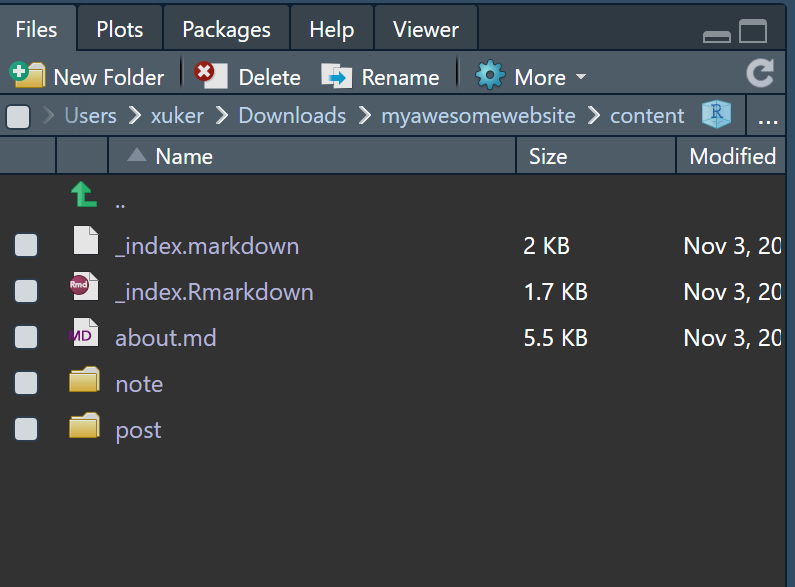 Files Plots Packages Help Viewer
New Folder Delete Rename More
Users xuker Downloads myawesomewebsite content R ...
Name Size Modified
..
_index.markdown 2 KB Nov 3, 20
Rmd _index.Rmarkdown 1.7 KB Nov 3, 20
MD about.md 5.5 KB Nov 3, 20
note
post